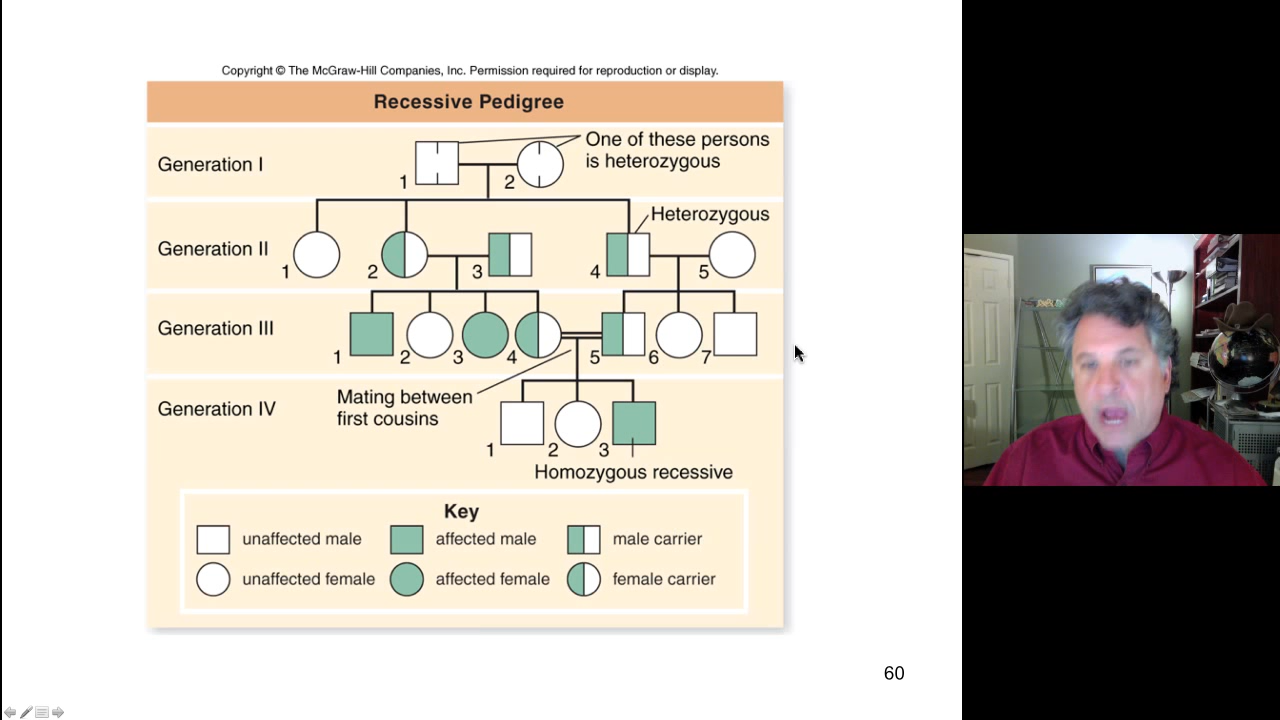 Copyright © The McGraw-Hill Companies, Inc. Permission required for reproduction or display.
Recessive Pedigree
Generation I
1
2
One of these persons
is heterozygous
Generation II
1
2
3
4
5
Heterozygous
Generation III
1
2
3
4
5
6
7
Mating between
first cousins
Generation IV
1
2
3
Homozygous recessive
Key
unaffected male
affected male
male carrier
unaffected female
affected female
female carrier
60